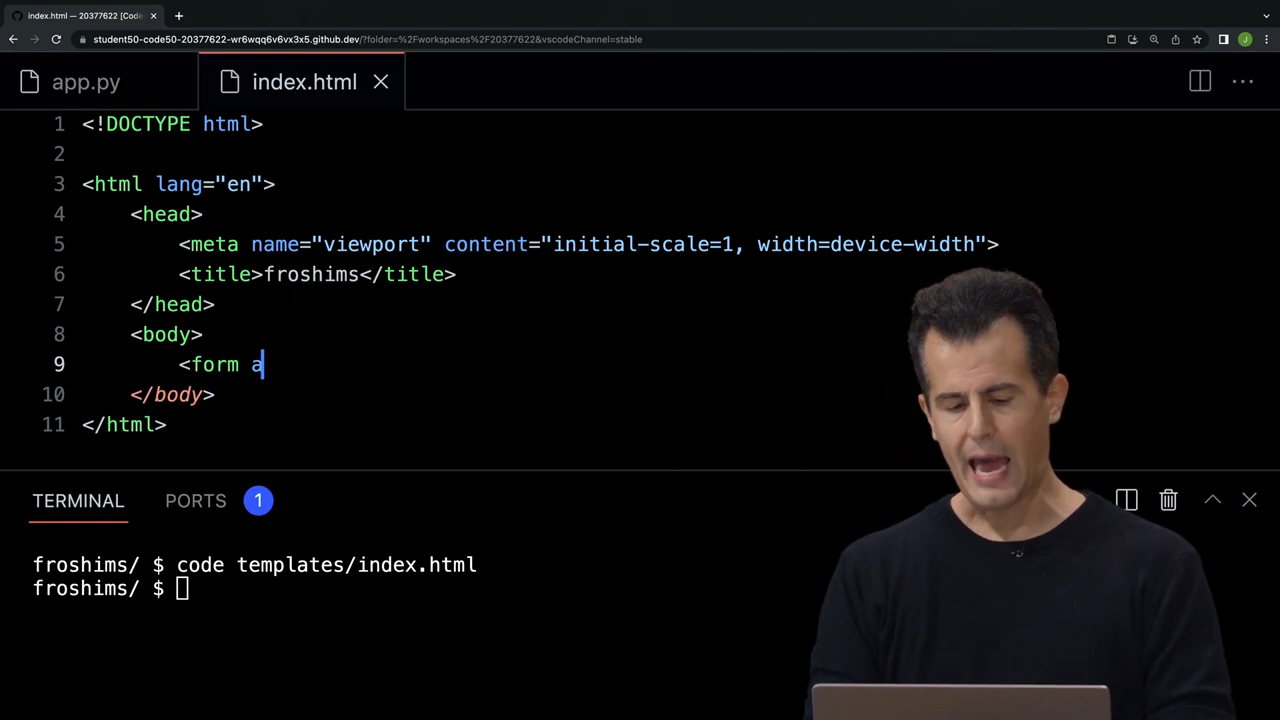 index.html — 20377622 [Code
student50-code50-20377622-wr6wqq6v6vx3x5.github.dev/?folder=%2Fworkspaces%2F20377622&vscodeChannel=stable
J
app.py
index.html
1 <!DOCTYPE html>
2
3 <html lang="en">
4 <head>
5 <meta name="viewport" content="initial-scale=1, width=device-width">
6 <title>froshims</title>
7 </head>
8 <body>
9 <form a
10 </body>
11 </html>
TERMINAL PORTS 1
froshims/ $ code templates/index.html
froshims/ $